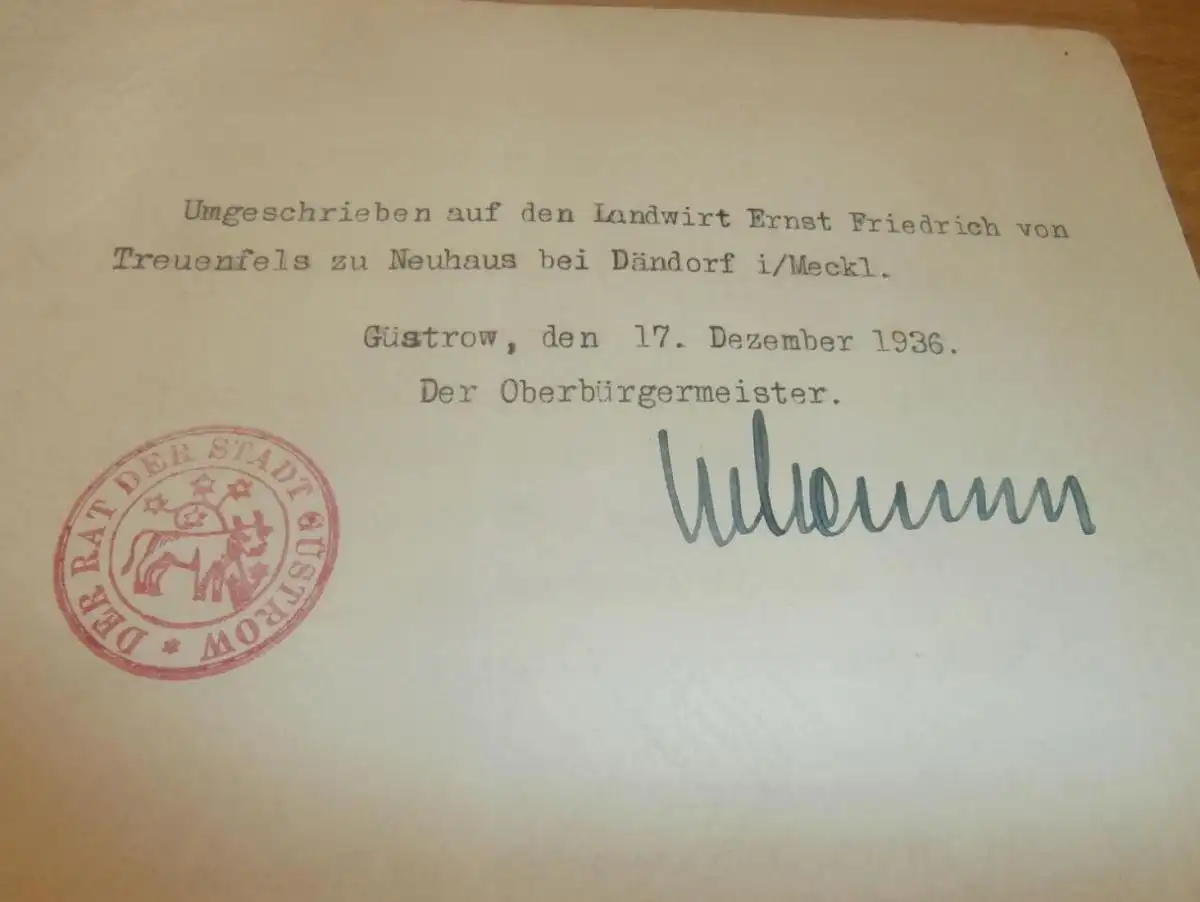 Umgeschrieben auf den Landwirt Ernst Friedrich von
Treuenfels zu Neuhaus bei Dändorf i/Meckl.
Güstrow, den 17. Dezember 1936.
Der Oberbürgermeister.
DER RAT DER STADT GÜSTROW *